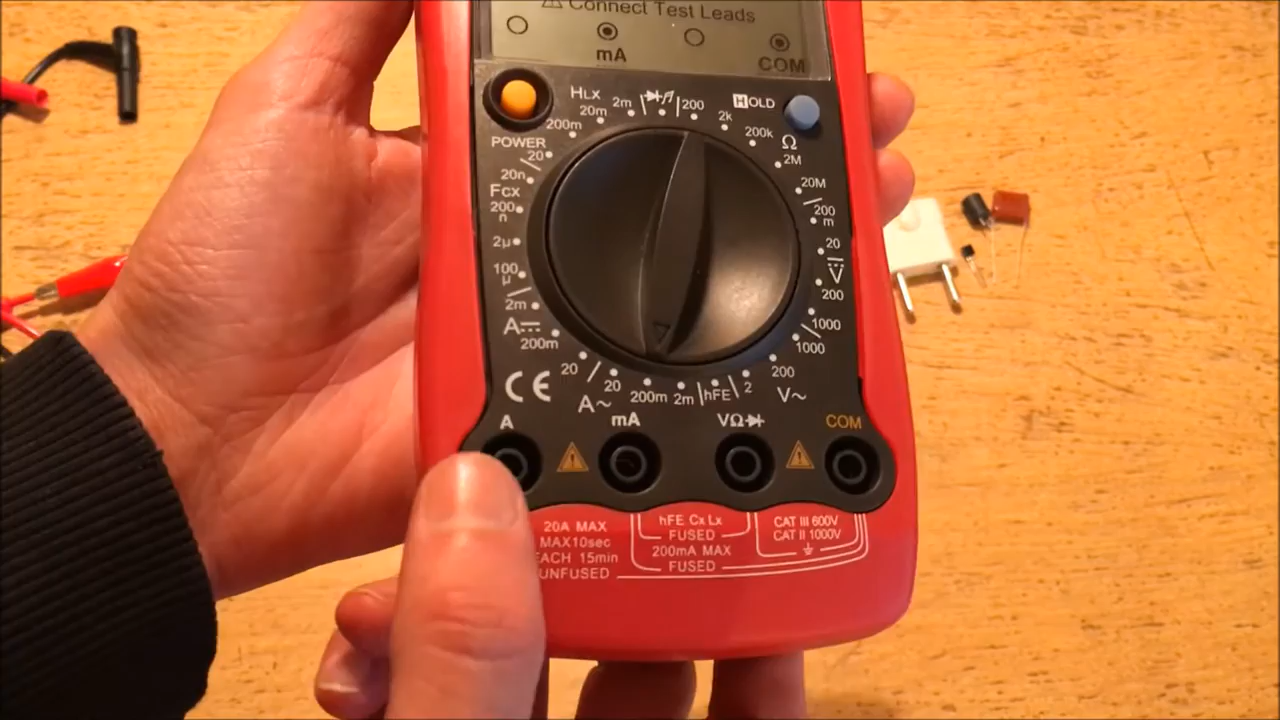 ⚠ Connect Test Leads
mA
COM
HLX
20m
2m
200
2k
HOLD
200m
200k
Ω
POWER
20
2M
20n
20M
FCX
200
n
200
m
2µ
20
V
100
µ
200
2m
1000
A
200m
1000
CE
20
20
200m
2m
hFE
2
200
A~
V~
A
mA
VΩ
COM
20A MAX
MAX10sec
EACH 15min
UNFUSED
hFE Cx Lx
FUSED
200mA MAX
FUSED
CAT III 600V
CAT II 1000V